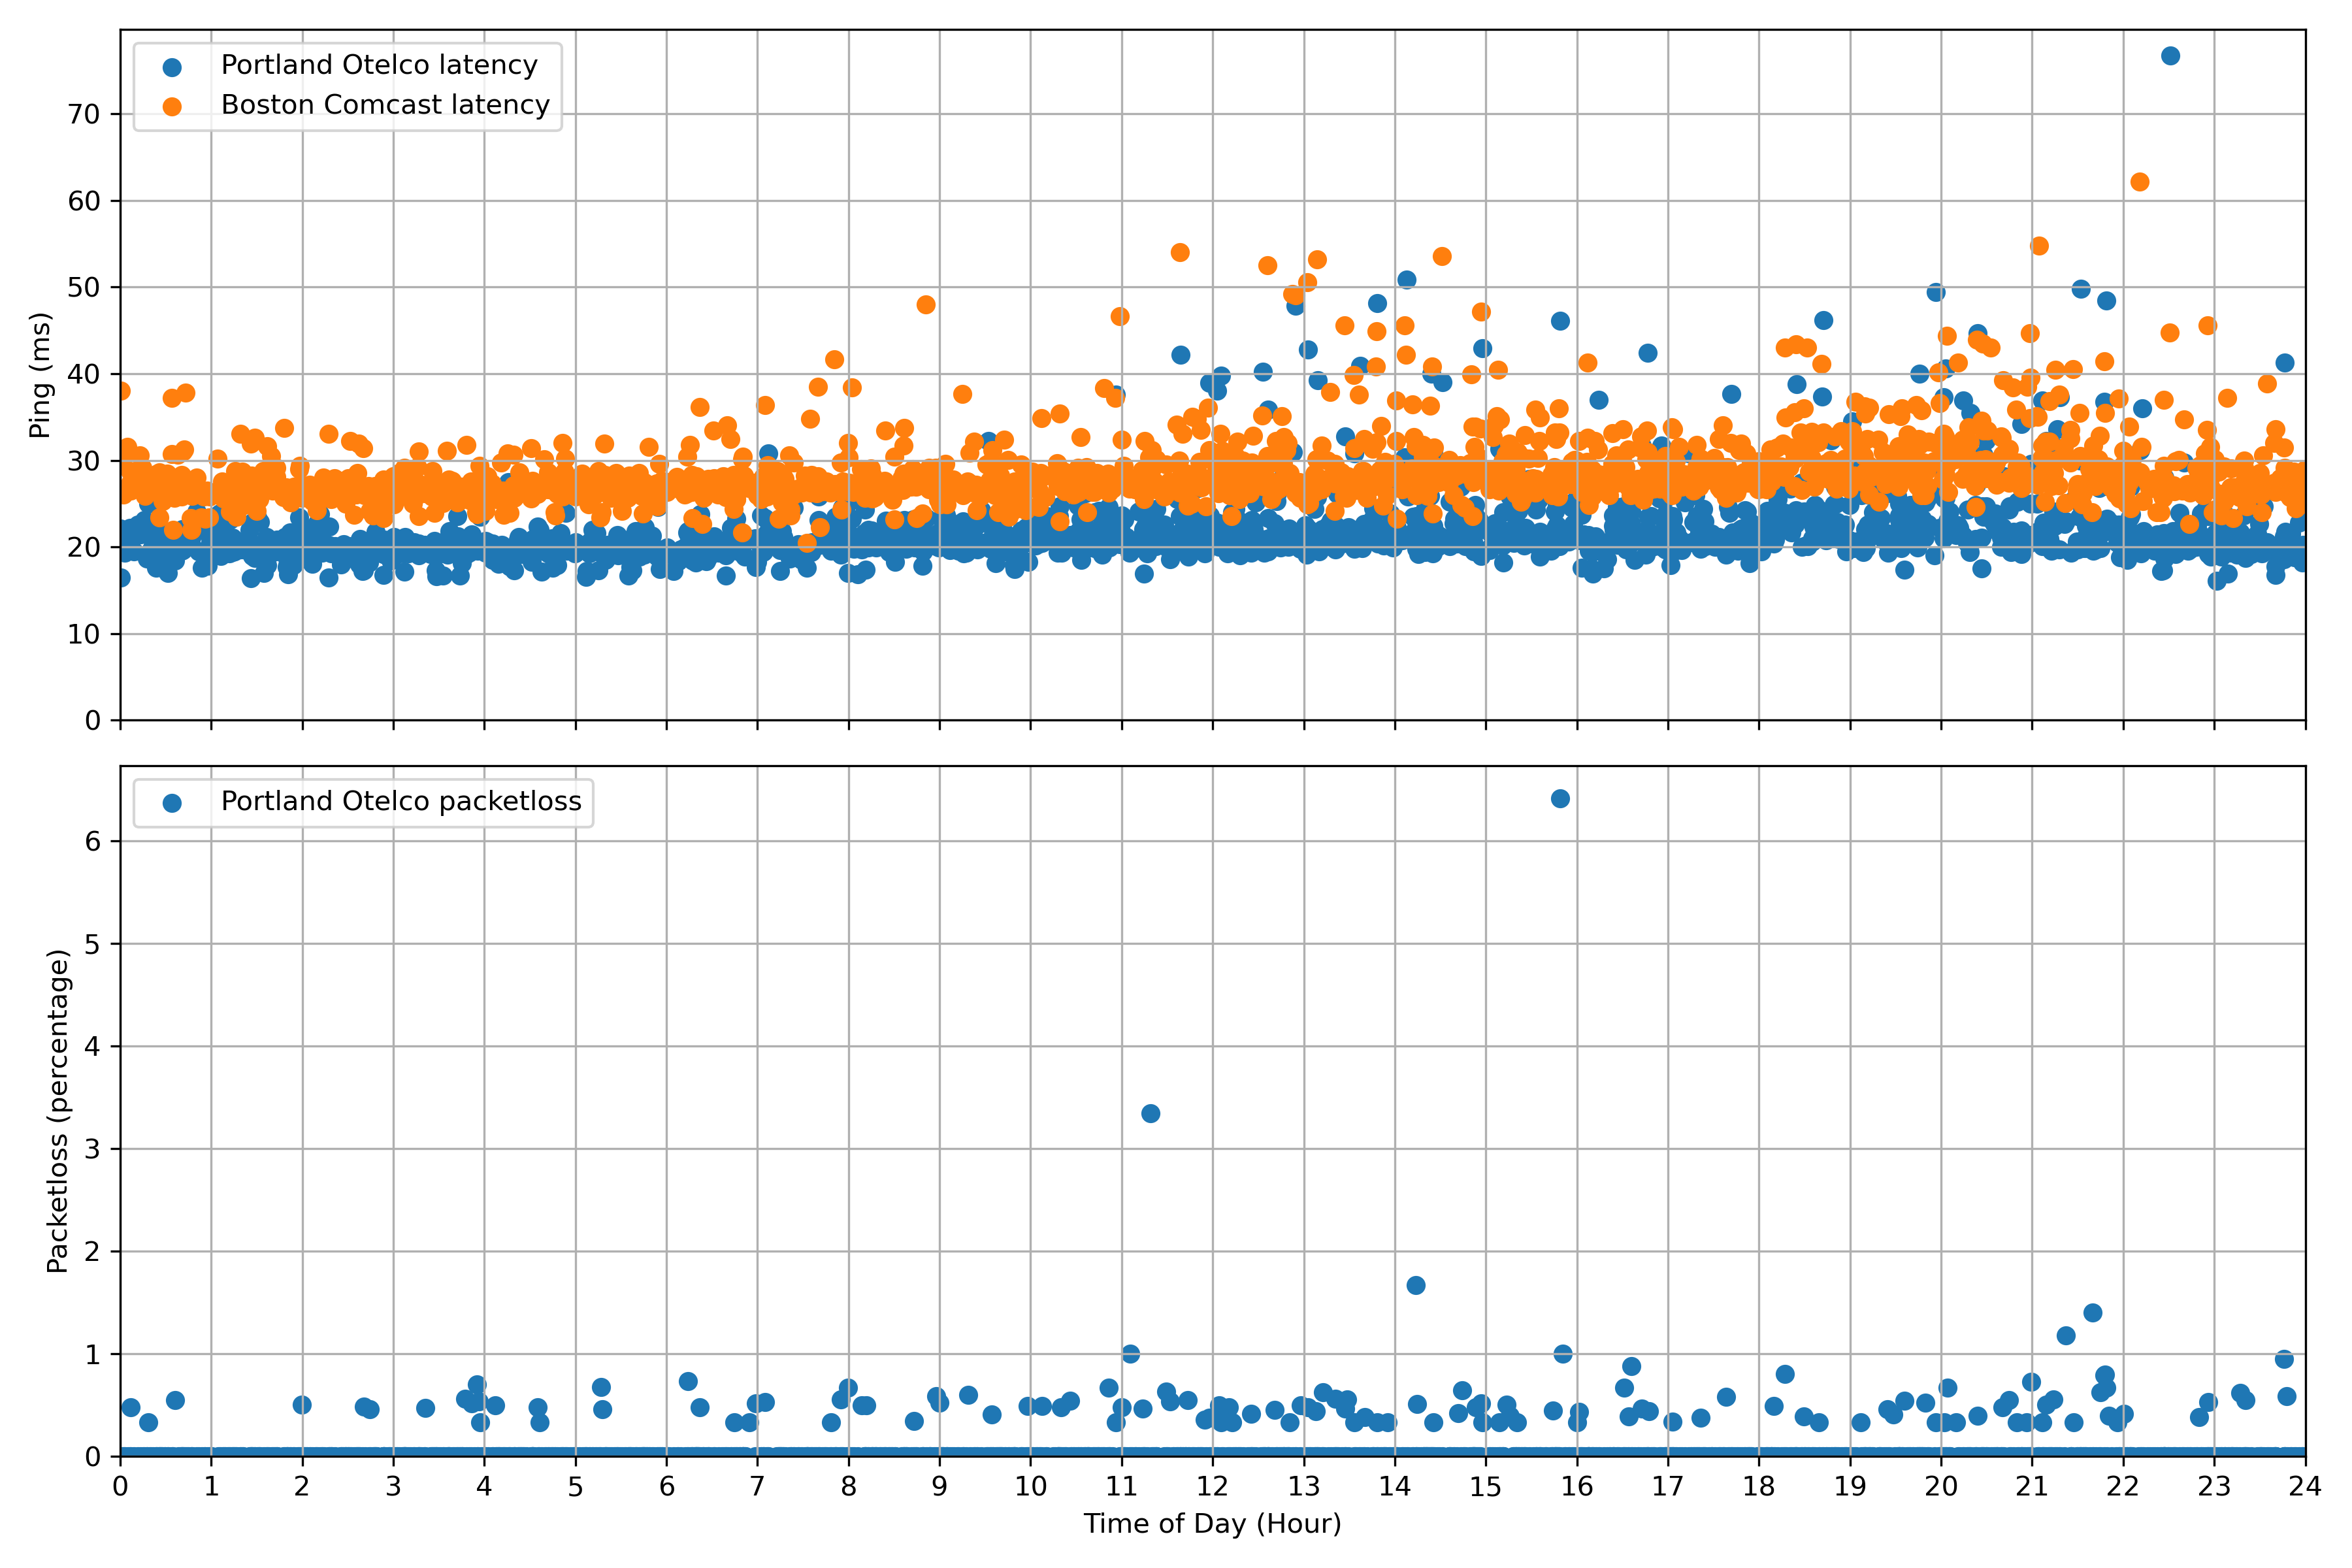 Portland Otelco latency
Boston Comcast latency
70
60
50
40
30
20
10
0
Ping (ms)
Portland Otelco packetloss
6
5
4
3
2
1
0
Packetloss (percentage)
0 1 2 3 4 5 6 7 8 9 10 11 12 13 14 15 16 17 18 19 20 21 22 23 24
Time of Day (Hour)